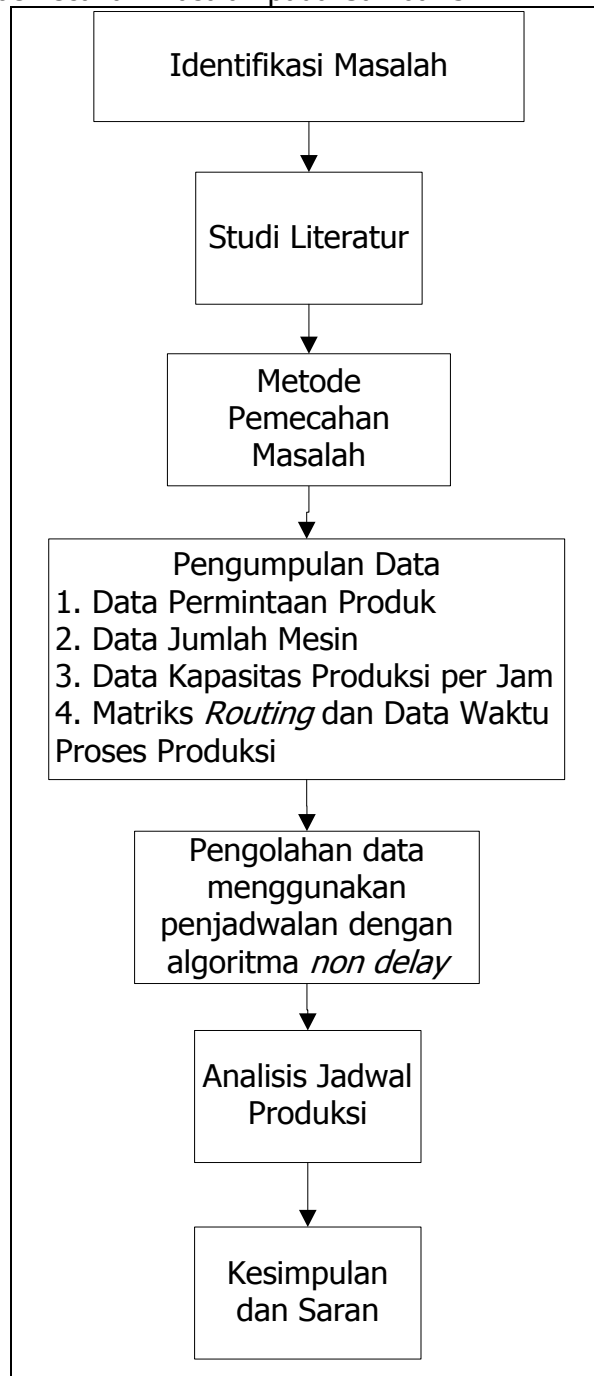 Identifikasi Masalah
Studi Literatur
Metode
Pemecahan
Masalah
Pengumpulan Data
1. Data Permintaan Produk
2. Data Jumlah Mesin
3. Data Kapasitas Produksi per Jam
4. Matriks Routing dan Data Waktu
Proses Produksi
Pengolahan data
menggunakan
penjadwalan dengan
algoritma non delay
Analisis Jadwal
Produksi
Kesimpulan
dan Saran